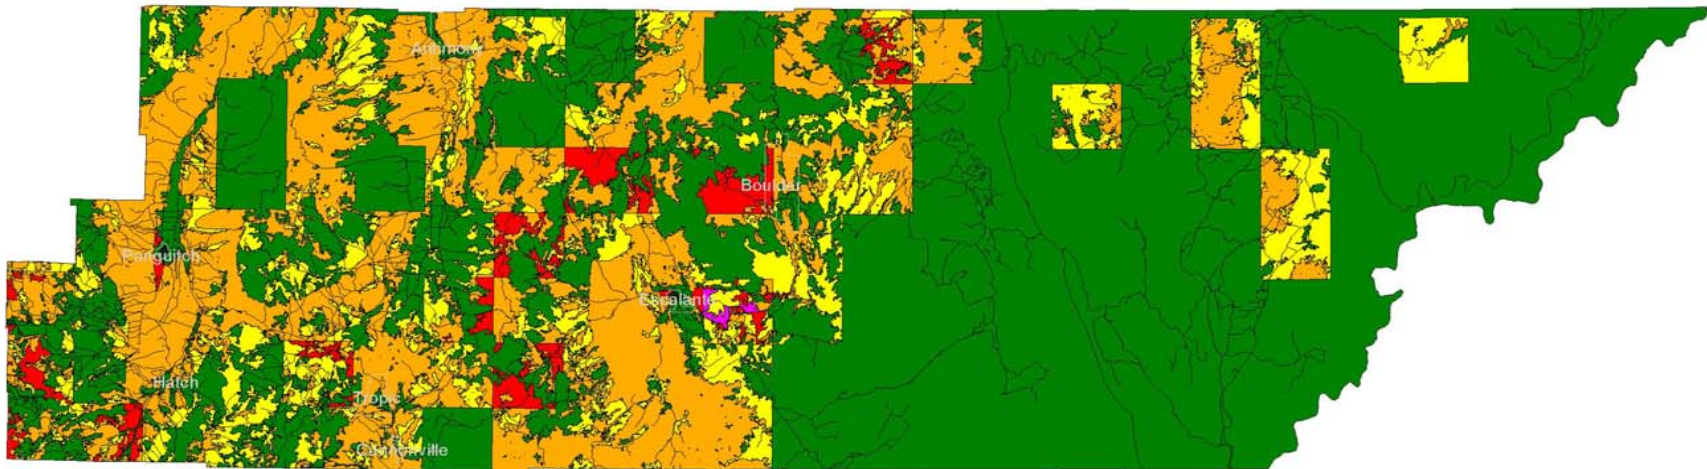 Antimony
Boulder
Panguitch
Escalante
Hatch
Tropic
Cannonville